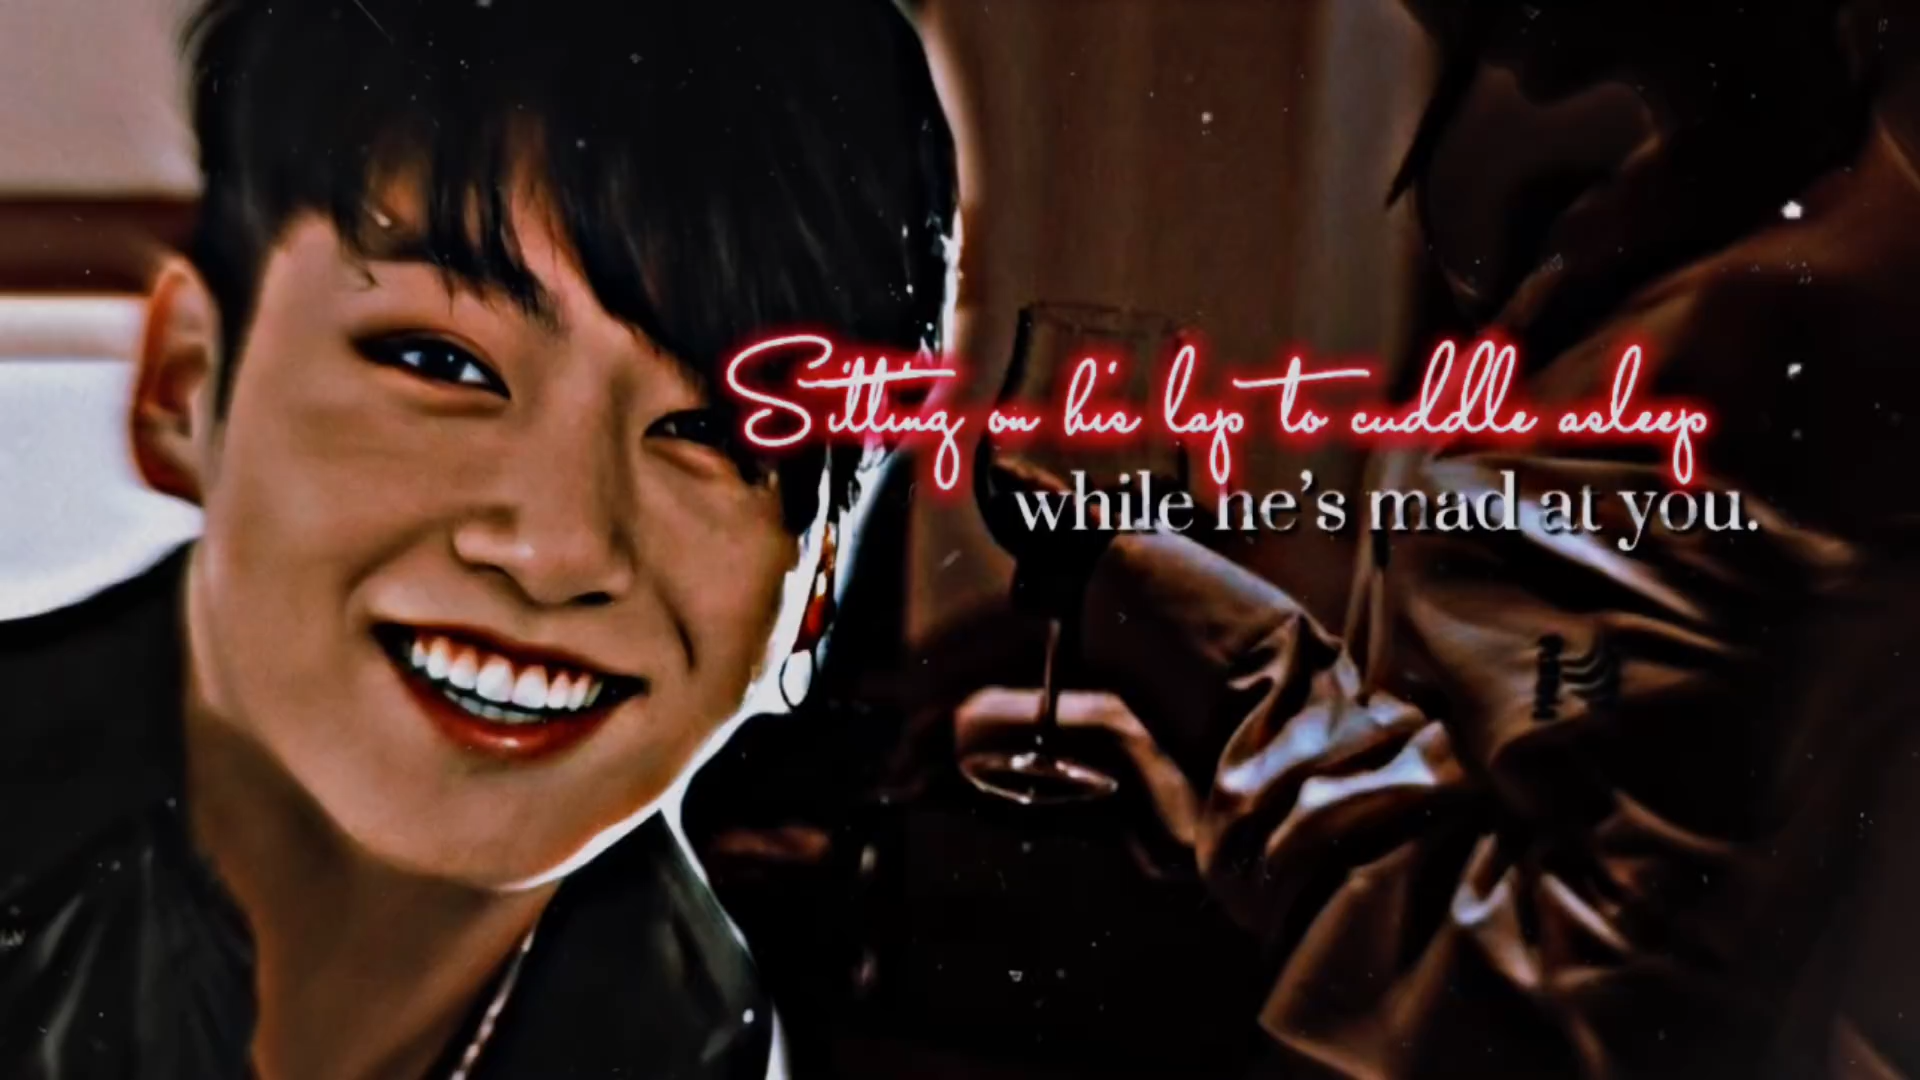 Sitting on his lap to cuddle asleep
while he's mad at you.